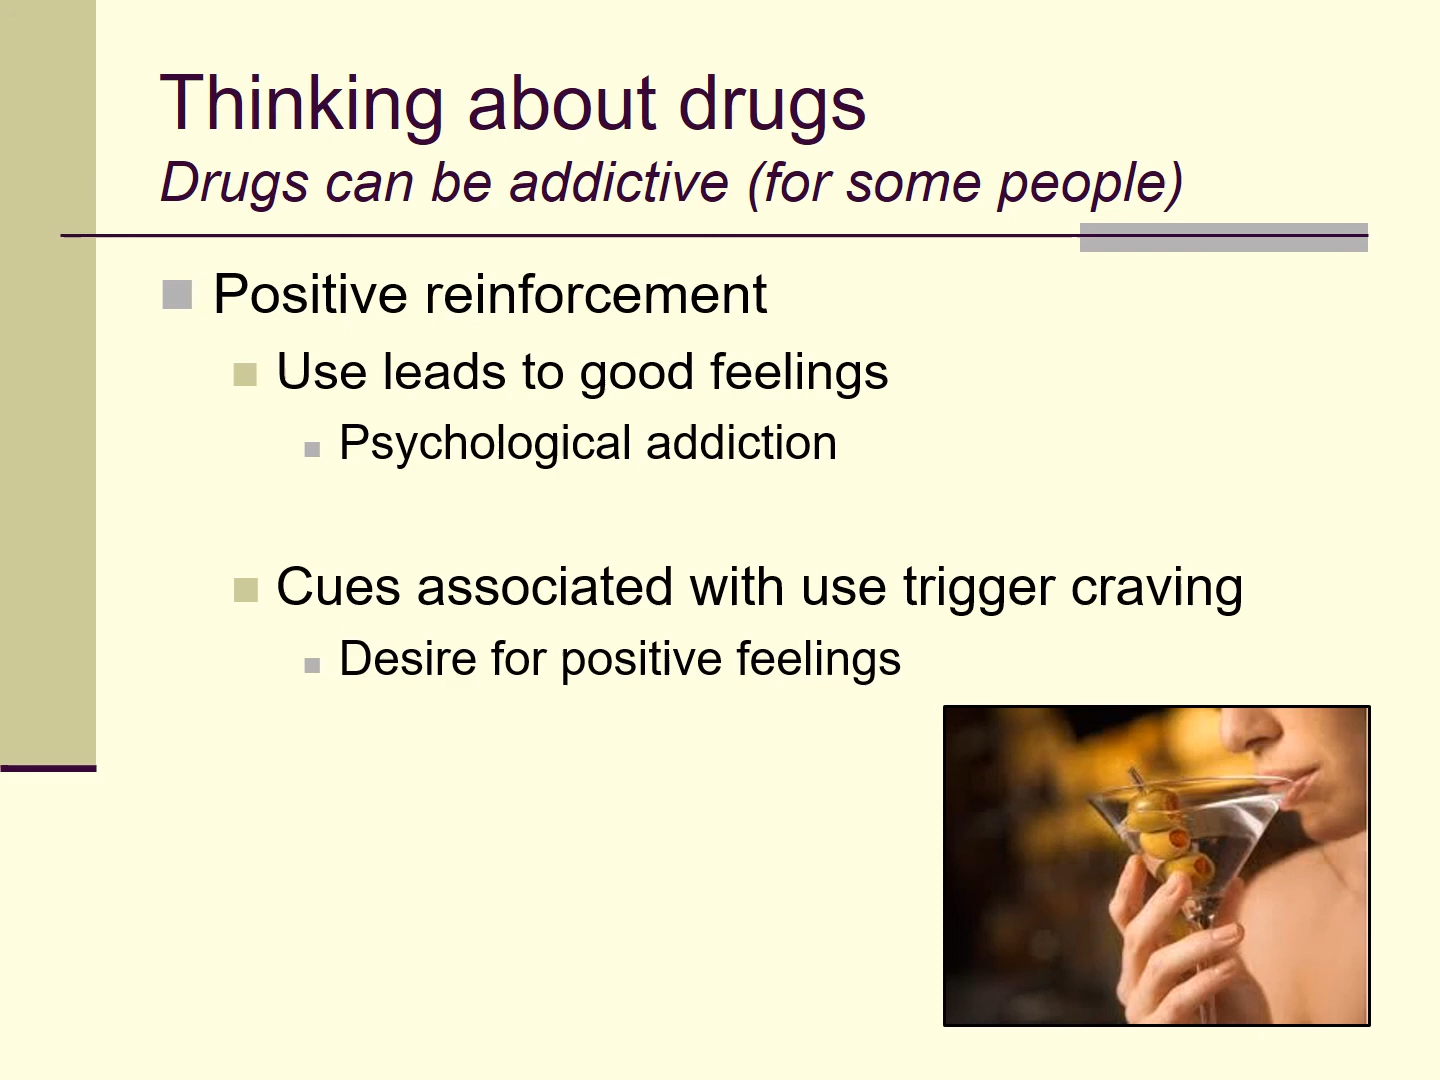 Thinking about drugs
Drugs can be addictive (for some people)
Positive reinforcement
Use leads to good feelings
Psychological addiction
Cues associated with use trigger craving
Desire for positive feelings